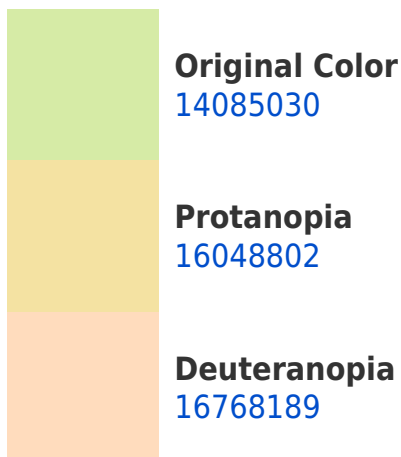 Original Color
14085030
Protanopia
16048802
Deuteranopia
16768189